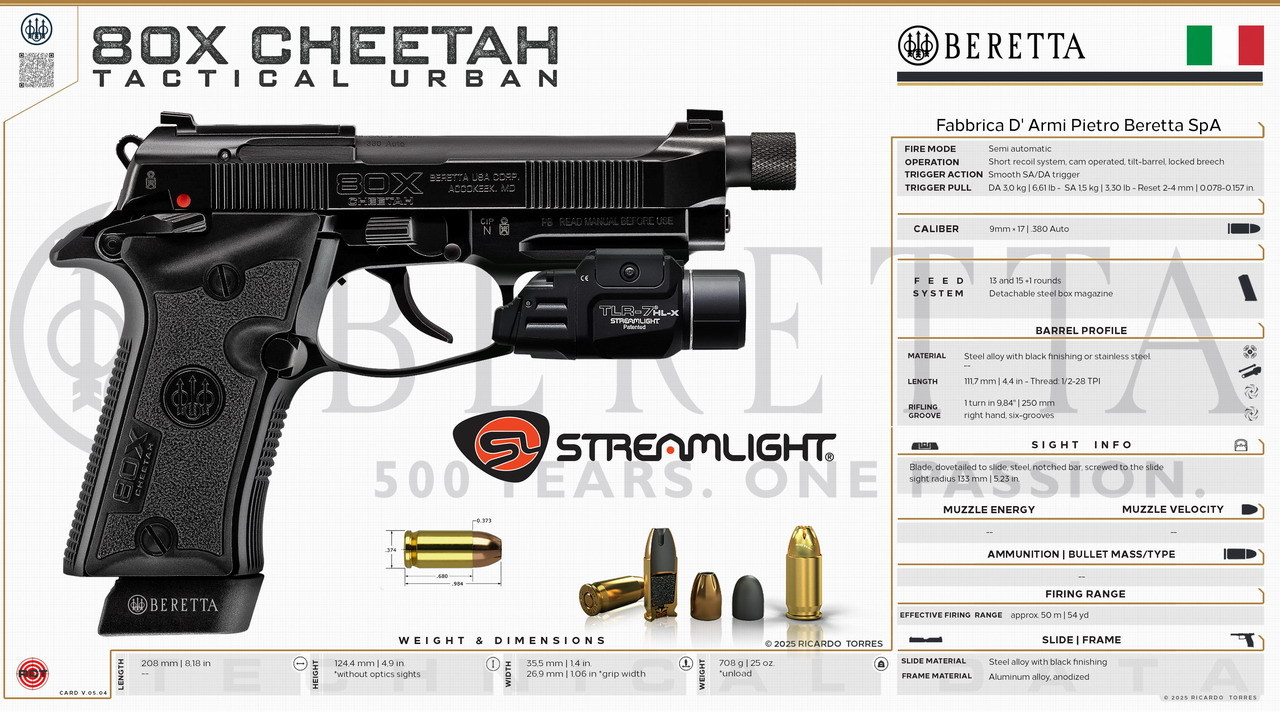 80X CHEETAH
TACTICAL URBAN
BERETTA
Fabbrica D' Armi Pietro Beretta SpA
FIRE MODE Semi automatic
OPERATION Short recoil system, cam operated, tilt-barrel, locked breech
TRIGGER ACTION Smooth SA/DA trigger
TRIGGER PULL DA 3,0 kg | 6,61 lb - SA 1,5 kg | 3,30 lb - Reset 2-4 mm | 0.078-0.157 in.
CALIBER 9mm × 17 | .380 Auto
FEED SYSTEM
13 and 15 +1 rounds
Detachable steel box magazine
BARREL PROFILE
MATERIAL Steel alloy with black finishing or stainless steel.
--
LENGTH 111,7 mm | 4,4 in - Thread: 1/2-28 TPI
RIFLING GROOVE
1 turn in 9,84" | 250 mm
right hand, six-grooves
SIGHT INFO
Blade, dovetailed to slide, steel, notched bar, screwed to the slide
sight radius 133 mm | 5.23 in.
MUZZLE ENERGY MUZZLE VELOCITY
-- --
AMMUNITION | BULLET MASS/TYPE
--
FIRING RANGE
EFFECTIVE FIRING RANGE approx. 50 m | 54 yd
SLIDE | FRAME
SLIDE MATERIAL Steel alloy with black finishing
FRAME MATERIAL Aluminum alloy, anodized
© 2025 RICARDO TORRES
80X
CHEETAH
BERETTA USA CORP.
ACCOKEEK, MD
CIP
N
PB READ MANUAL BEFORE USE
CE
TLR-7 HL-X
STREAMLIGHT
Patented
80X
CHEETAH
BERETTA
STREAMLIGHT®
BERETTA
500 YEARS. ONE PASSION.
.373
.374
.680
.984
© 2025 RICARDO TORRES
WEIGHT & DIMENSIONS
LENGTH 208 mm | 8.18 in
--
HEIGHT 124.4 mm | 4.9 in.
*without optics sights
WIDTH 35.5 mm | 1.4 in.
26.9 mm | 1.06 in *grip width
WEIGHT 708 g | 25 oz.
*unload
TECHNICAL DATA
RDT
CARD V.05.04